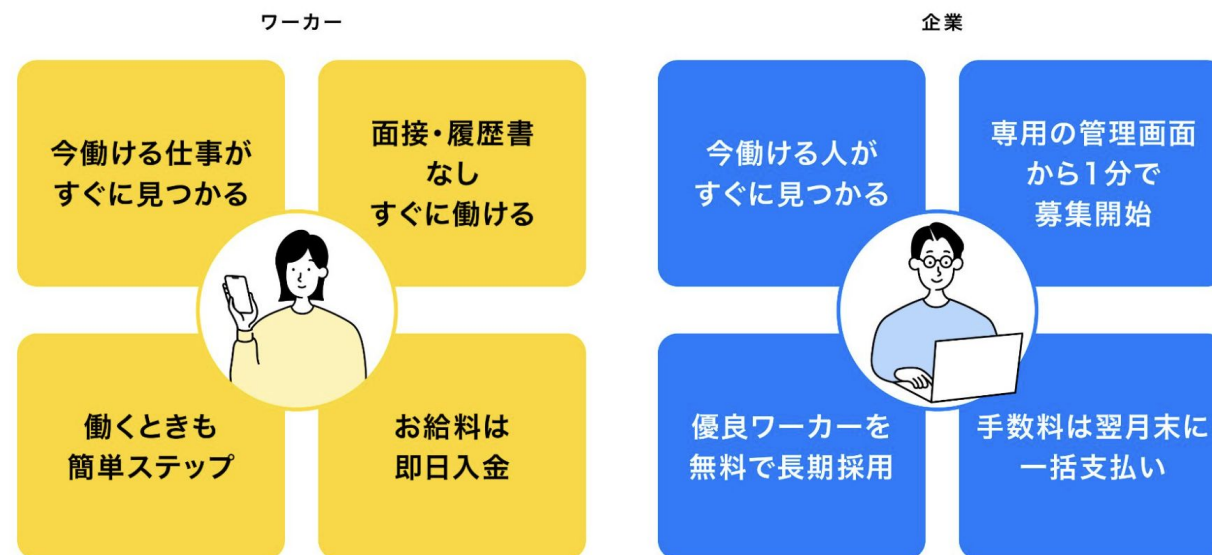 ワーカー
今働ける仕事が
すぐに見つかる
面接・履歴書
なし
すぐに働ける
働くときも
簡単ステップ
お給料は
即日入金
企業
今働ける人が
すぐに見つかる
専用の管理画面
から1分で
募集開始
優良ワーカーを
無料で長期採用
手数料は翌月末に
一括支払い